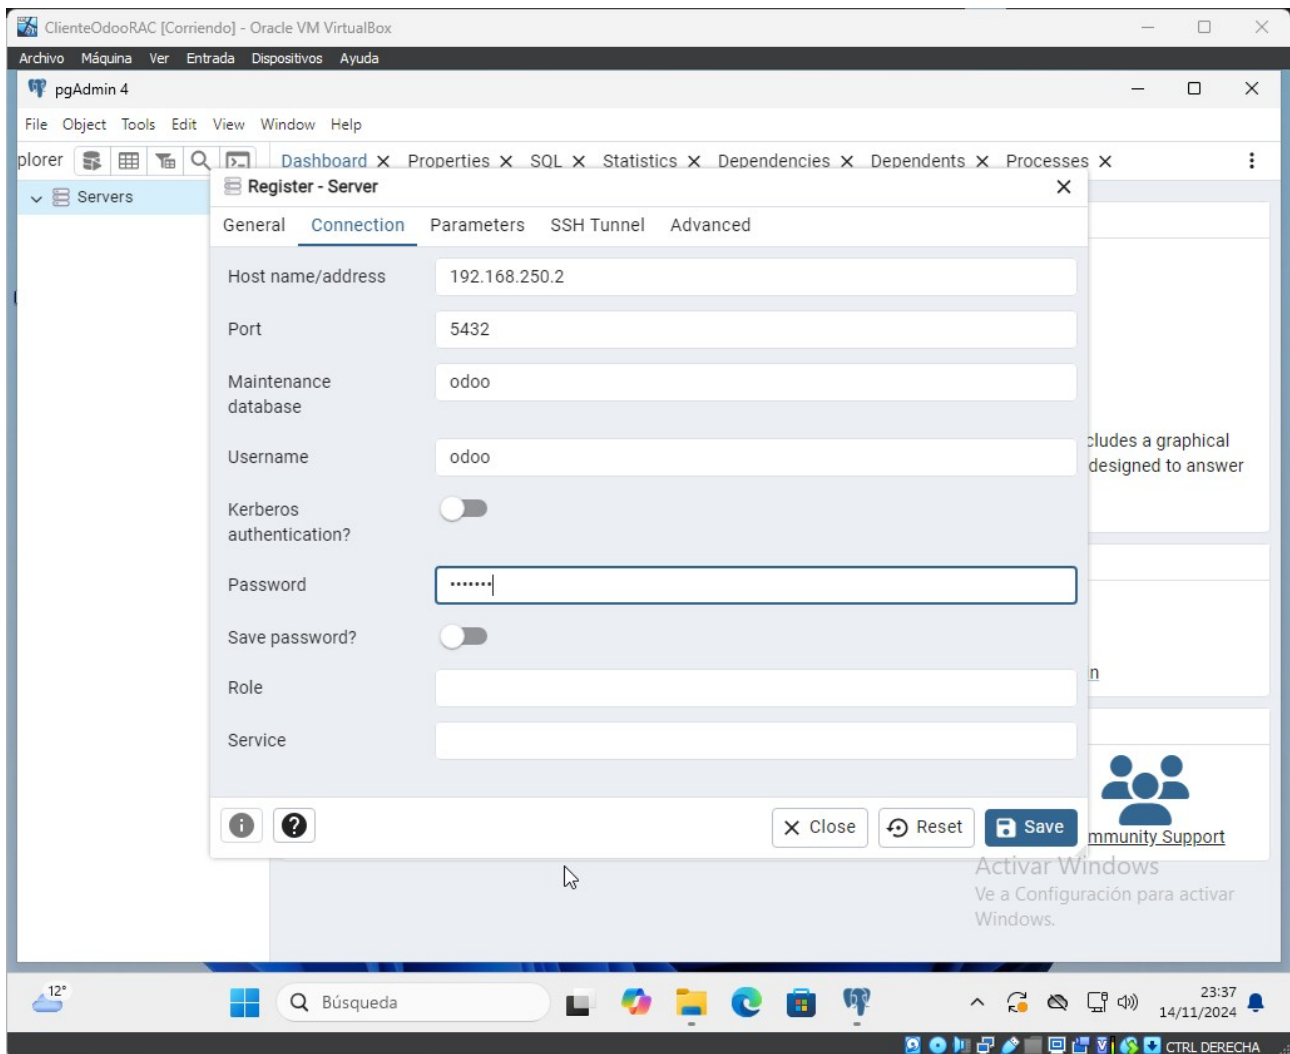 ClienteOdooRAC [Corriendo] - Oracle VM VirtualBox
Archivo Máquina Ver Entrada Dispositivos Ayuda
pgAdmin 4
File Object Tools Edit View Window Help
plorer Dashboard Properties SQL Statistics Dependencies Dependents Processes
Servers
Register - Server
General Connection Parameters SSH Tunnel Advanced
Host name/address 192.168.250.2
Port 5432
Maintenance
database
odoo
Username odoo
Kerberos
authentication?
Password •••••••
Save password?
Role
Service
Close Reset Save
cludes a graphical
designed to answer
in
mmunity Support
Activar Windows
Ve a Configuración para activar
Windows.
12°
Búsqueda
23:37
14/11/2024
CTRL DERECHA